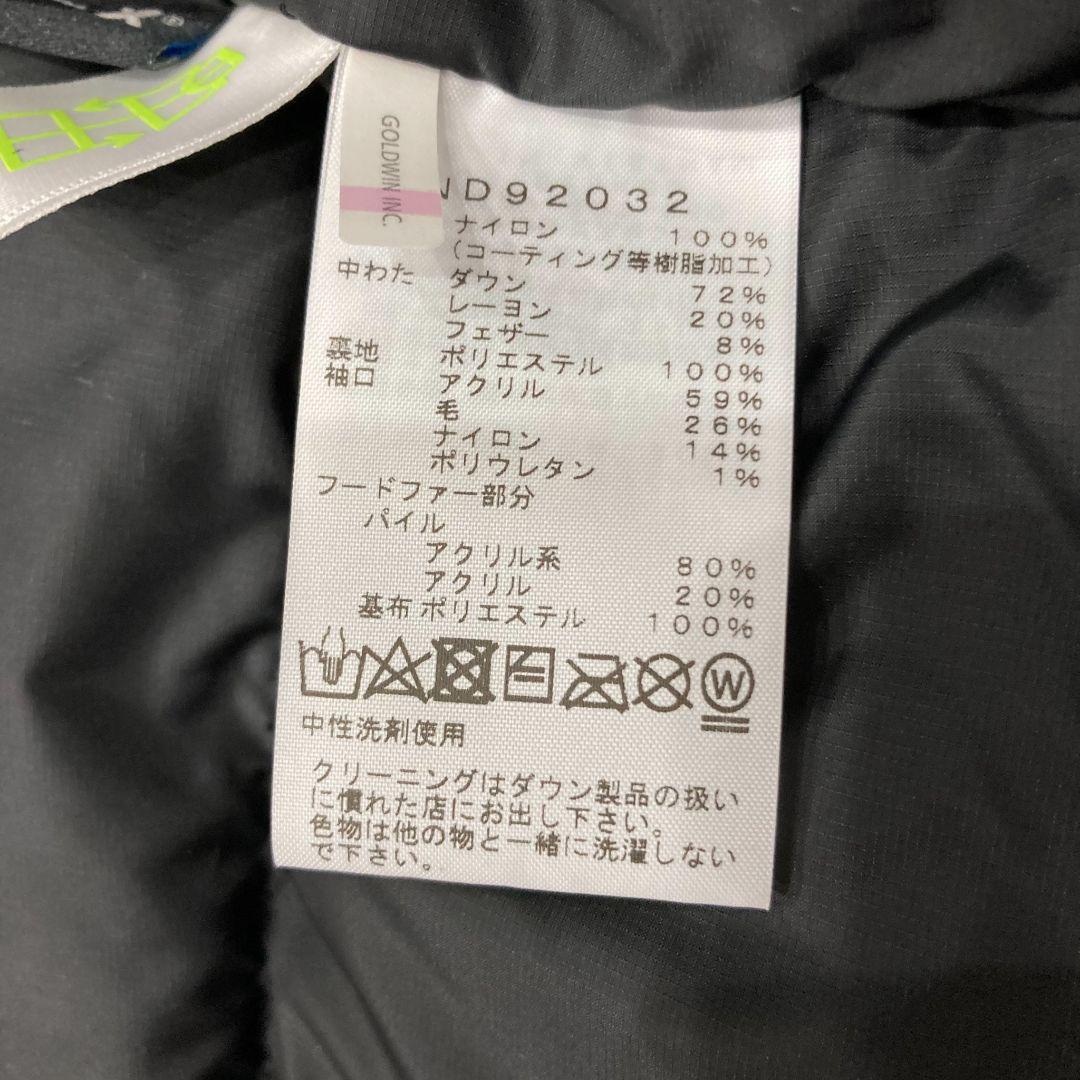 GOLDWIN INC.
ND92032
ナイロン 100%
(コーティング等樹脂加工)
中わた ダウン 72%
レーヨン 20%
フェザー 8%
裏地 ポリエステル 100%
袖口 アクリル 59%
毛 26%
ナイロン 14%
ポリウレタン 1%
フードファー部分
パイル
アクリル系 80%
アクリル 20%
基布 ポリエステル 100%
W
中性洗剤使用
クリーニングはダウン製品の扱い
に慣れた店にお出し下さい。
色物は他の物と一緒に洗濯しない
で下さい。